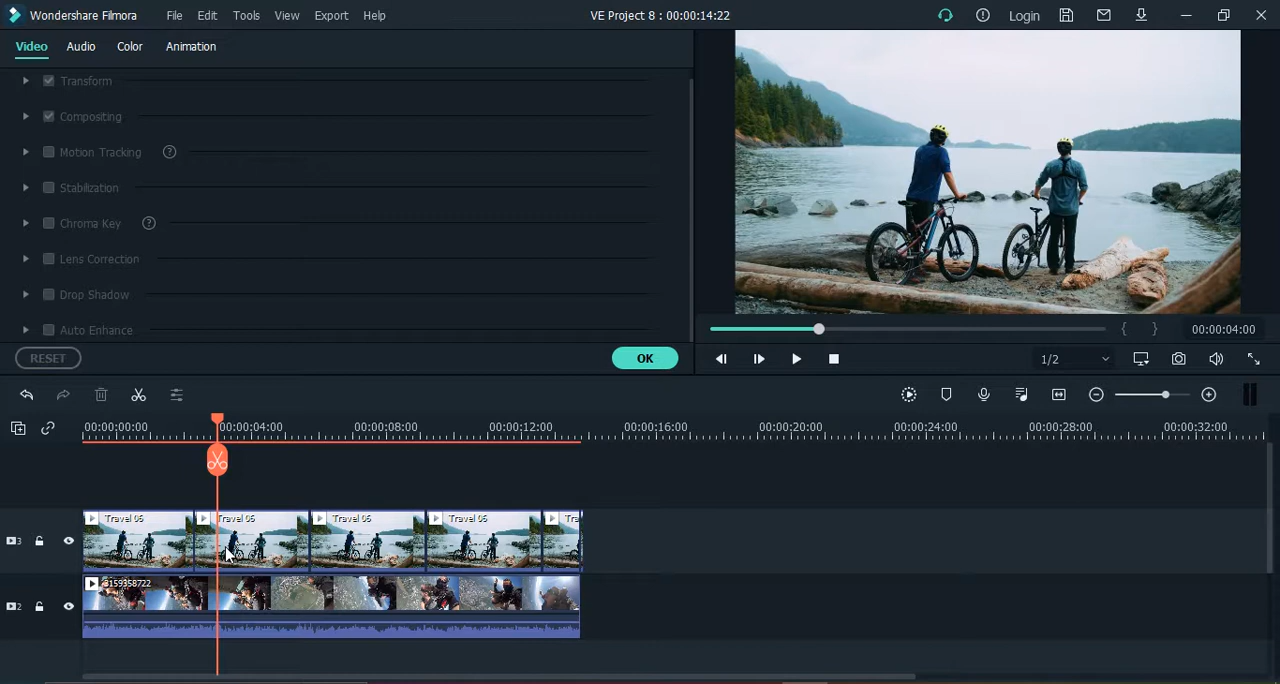 Wondershare Filmora File Edit Tools View Export Help VE Project 8 : 00:00:14:22 Login
Video Audio Color Animation
Transform
Compositing
Motion Tracking
Stabilization
Chroma Key
Lens Correction
Drop Shadow
Auto Enhance
RESET OK
00:00:04:00
1/2
00:00:00:00 00:00:04:00 00:00:08:00 00:00:12:00 00:00:16:00 00:00:20:00 00:00:24:00 00:00:28:00 00:00:32:00
3 Travel 06 Travel 06 Travel 06 Travel 06 Tra
2 3159358722